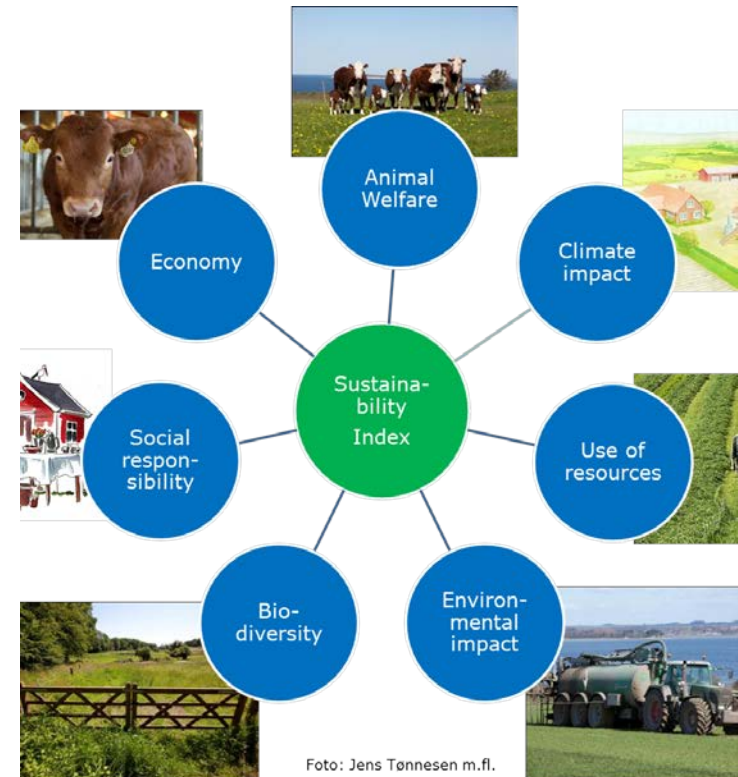 Animal
Welfare
Climate
impact
Use of
resources
Environ-
mental
impact
Bio-
diversity
Social
respon-
sibility
Economy
Sustaina-
bility
Index
Foto: Jens Tønnesen m.fl.